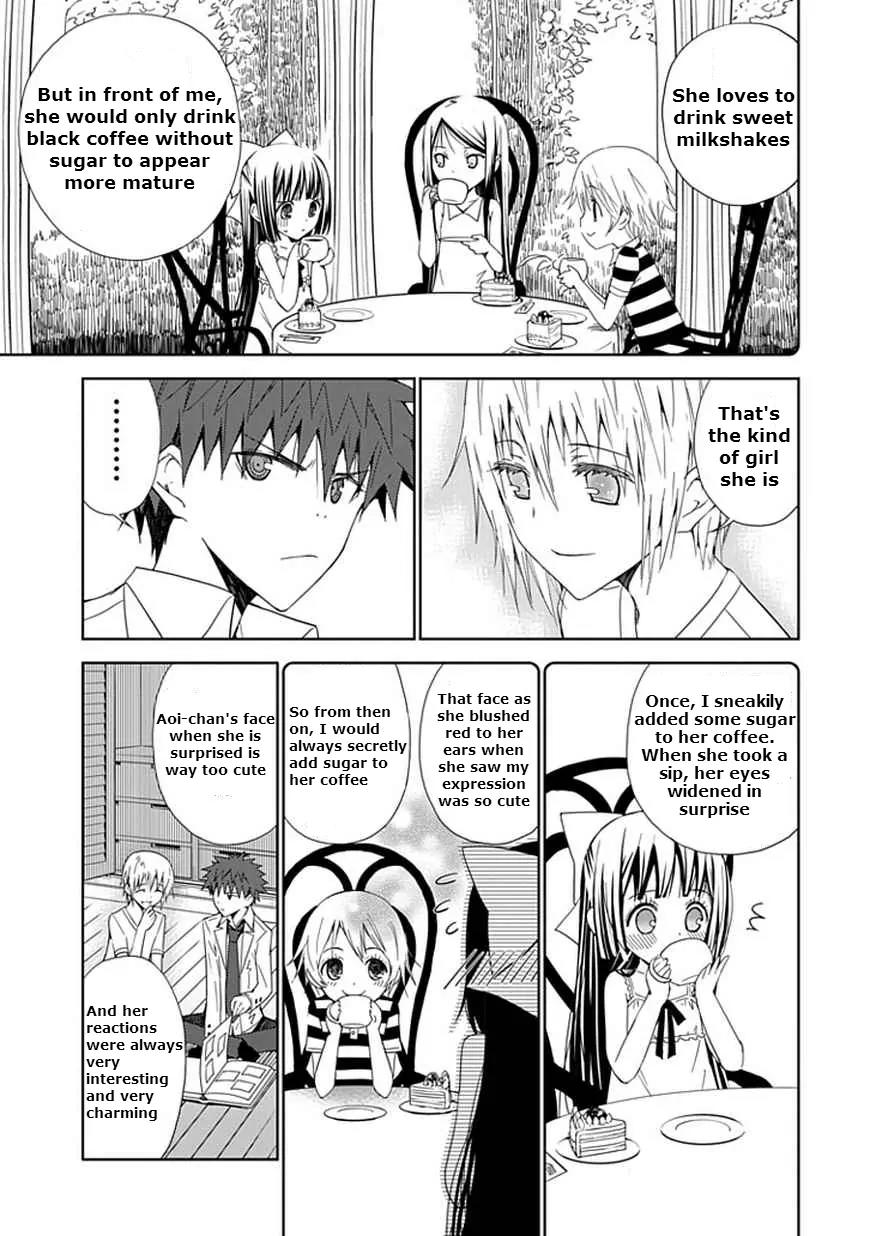 She loves to
drink sweet
milkshakes
But in front of me,
she would only drink
black coffee without
sugar to appear
more mature
That's
the kind
of girl
she is
.........
Once, I sneakily
added some sugar
to her coffee.
When she took a
sip, her eyes
widened in
surprise
That face as
she blushed
red to her
ears when
she saw my
expression
was so cute
So from then
on, I would
always secretly
add sugar to
her coffee
Aoi-chan's face
when she is
surprised is
way too cute
And her
reactions
were always
very
interesting
and very
charming